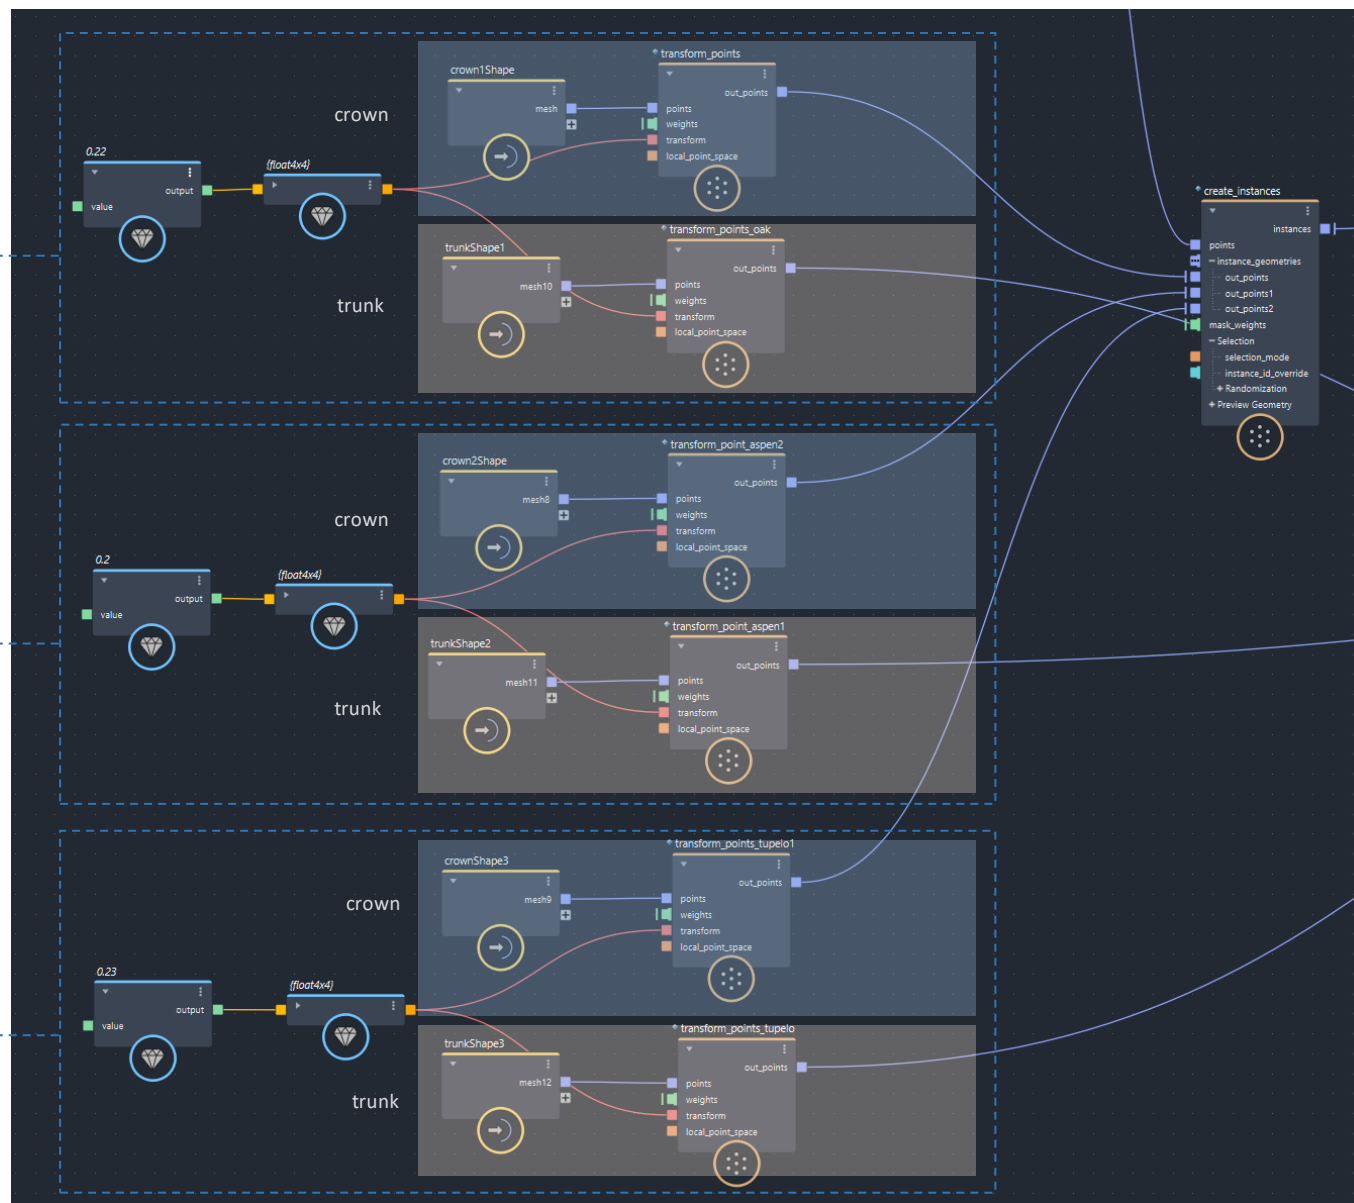 crown
crown1Shape
mesh
transform_points
out_points
points
weights
transform
local_point_space
0.22
output
value
{float4x4}
trunk
trunkShape1
mesh10
transform_points_oak
out_points
points
weights
transform
local_point_space
create_instances
instances
points
instance_geometries
out_points
out_points1
out_points2
mask_weights
Selection
selection_mode
instance_id_override
Randomization
Preview Geometry
crown
crown2Shape
mesh8
transform_point_aspen2
out_points
points
weights
transform
local_point_space
0.2
output
value
{float4x4}
trunk
trunkShape2
mesh11
transform_point_aspen1
out_points
points
weights
transform
local_point_space
crown
crownShape3
mesh9
transform_points_tupelo1
out_points
points
weights
transform
local_point_space
0.23
output
value
{float4x4}
trunk
trunkShape3
mesh12
transform_points_tupelo
out_points
points
weights
transform
local_point_space